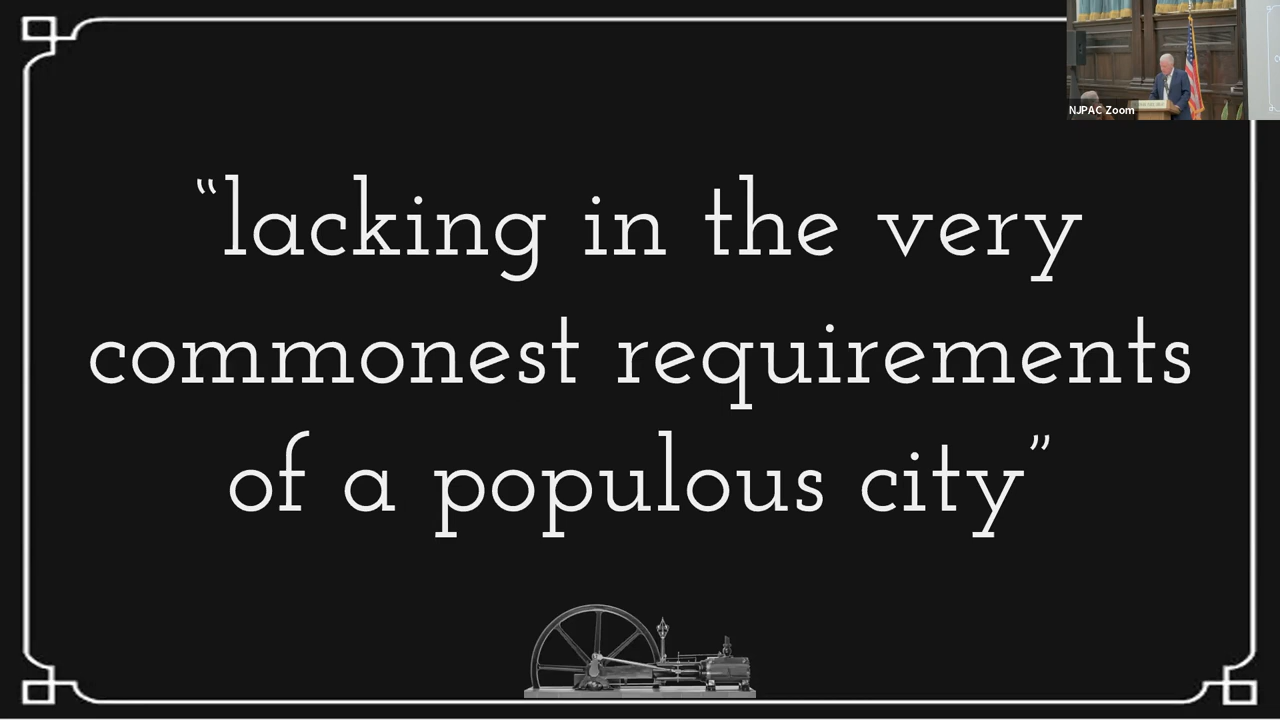 “lacking in the very
commonest requirements
of a populous city”
NJPAC Zoom